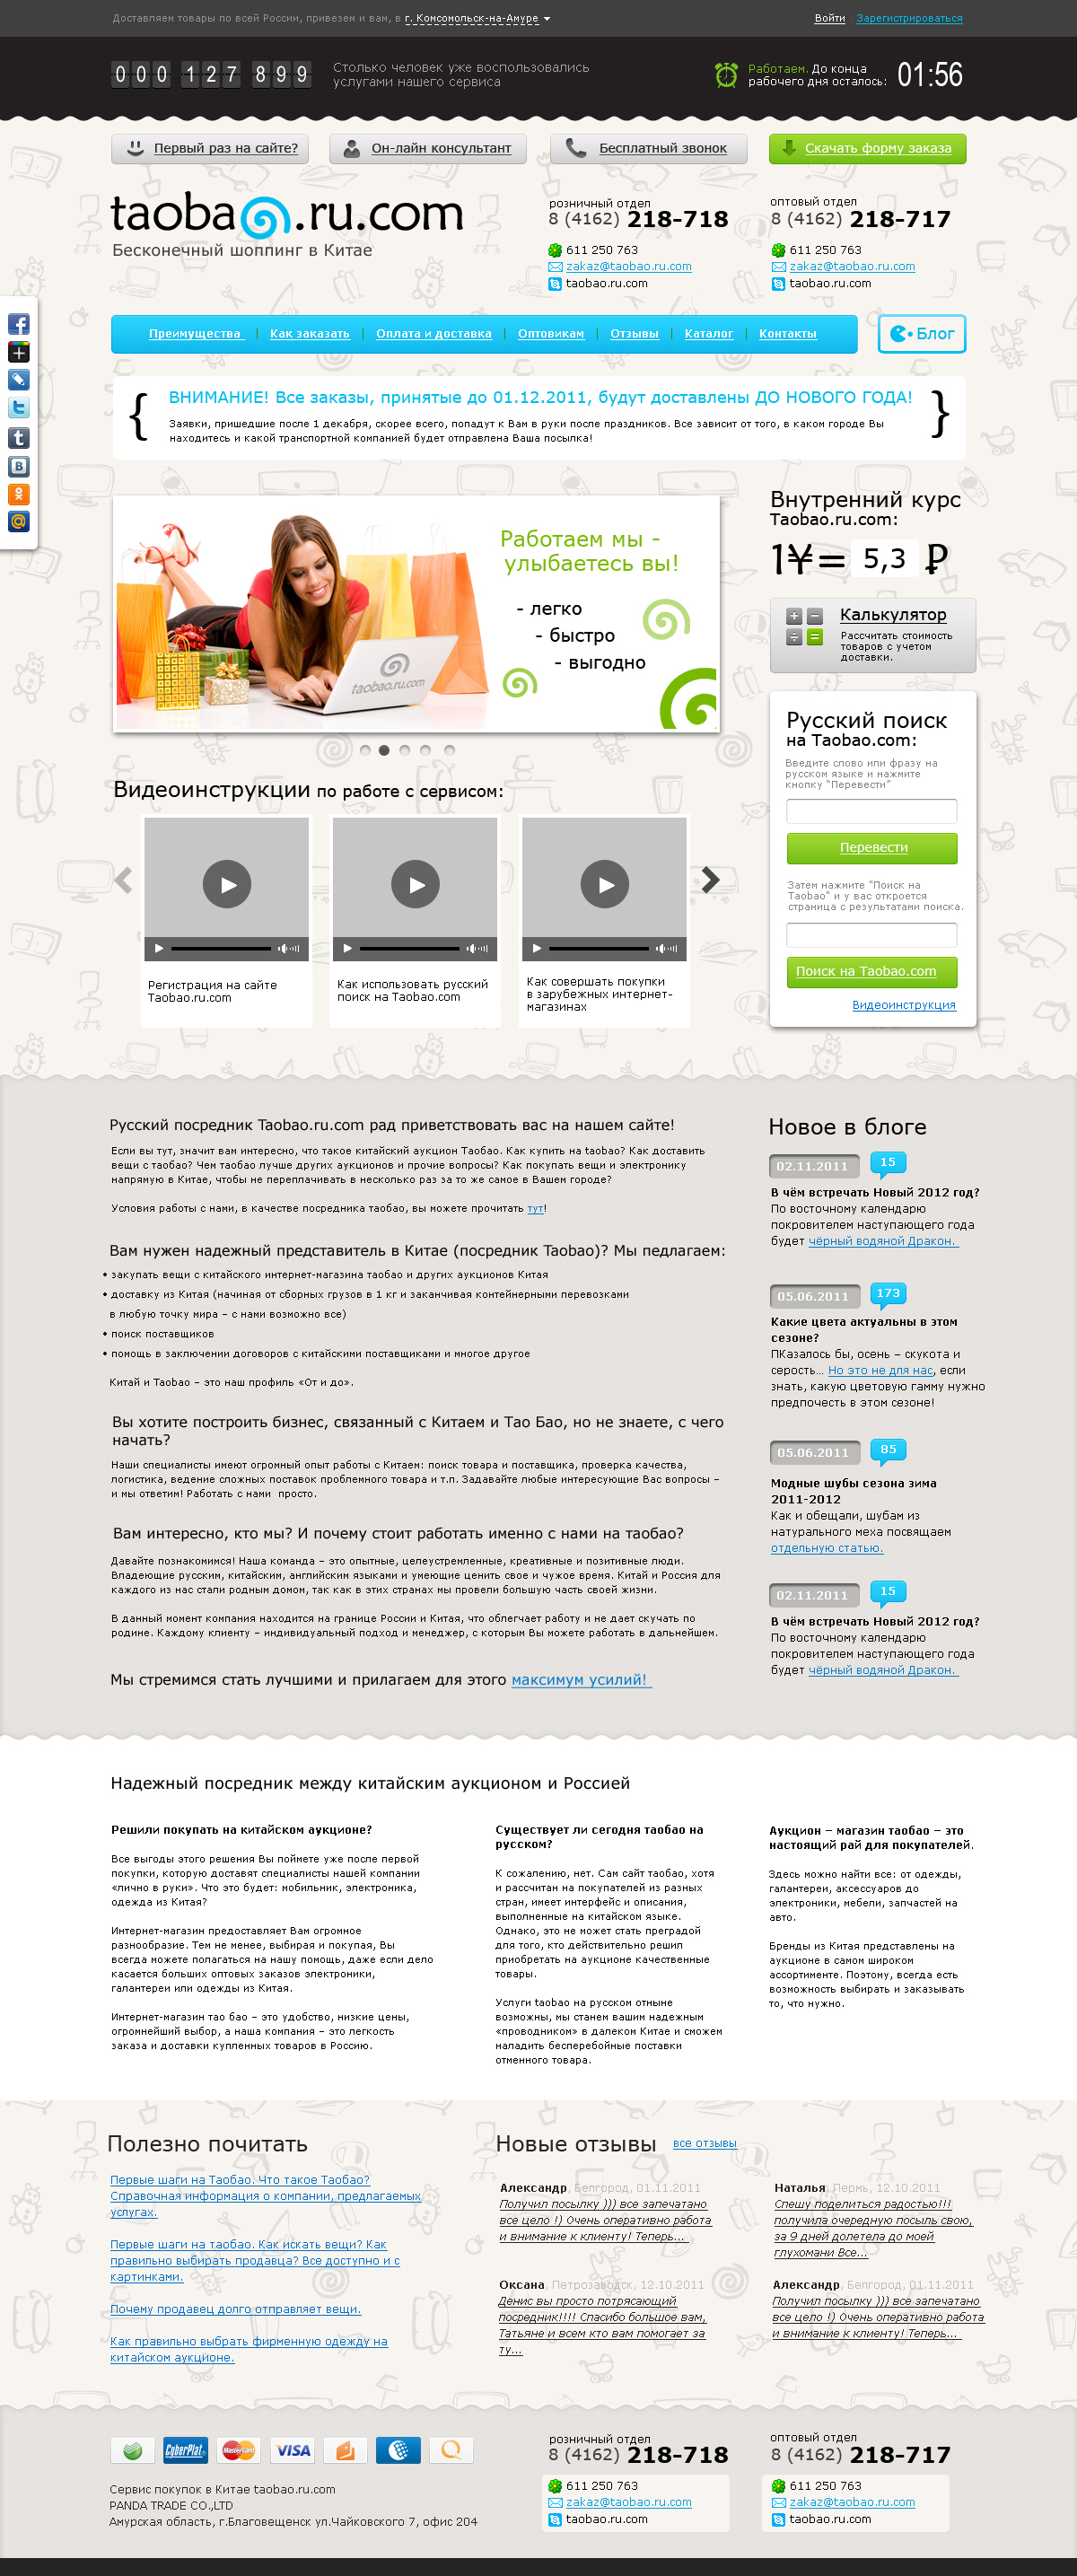 Доставляем товары по всей России, привезем и вам, в г. Комсомольск-на-Амуре
Войти Зарегистрироваться
000 127 899
Столько человек уже воспользовались
услугами нашего сервиса
Работаем. До конца
рабочего дня осталось:
01:56
Первый раз на сайте?
Он-лайн консультант
Бесплатный звонок
Скачать форму заказа
taobao.ru.com
Бесконечный шоппинг в Китае
розничный отдел
8 (4162) 218-718
611 250 763
zakaz@taobao.ru.com
taobao.ru.com
оптовый отдел
8 (4162) 218-717
611 250 763
zakaz@taobao.ru.com
taobao.ru.com
Преимущества
Как заказать
Оплата и доставка
Оптовикам
Отзывы
Каталог
Контакты
Блог
ВНИМАНИЕ! Все заказы, принятые до 01.12.2011, будут доставлены ДО НОВОГО ГОДА!
Заявки, пришедшие после 1 декабря, скорее всего, попадут к Вам в руки после праздников. Все зависит от того, в каком городе Вы
находитесь и какой транспортной компанией будет отправлена Ваша посылка!
Работаем мы -
улыбаетесь вы!
- легко
- быстро
- выгодно
taobao.ru.com
Внутренний курс
Taobao.ru.com:
1¥= 5,3 ₽
Калькулятор
Рассчитать стоимость
товаров с учетом
доставки.
Русский поиск
на Taobao.com:
Введите слово или фразу на
русском языке и нажмите
кнопку "Перевести"
Перевести
Затем нажмите "Поиск на
Taobao" и у вас откроется
страница с результатами поиска.
Поиск на Taobao.com
Видеоинструкция
Видеоинструкции по работе с сервисом:
Регистрация на сайте
Taobao.ru.com
Как использовать русский
поиск на Taobao.com
Как совершать покупки
в зарубежных интернет-
магазинах
Русский посредник Taobao.ru.com рад приветствовать вас на нашем сайте!
Если вы тут, значит вам интересно, что такое китайский аукцион Таобао. Как купить на taobao? Как доставить
вещи с таобао? Чем таобао лучше других аукционов и прочие вопросы? Как покупать вещи и электронику
напрямую в Китае, чтобы не переплачивать в несколько раз за то же самое в Вашем городе?
Условия работы с нами, в качестве посредника таобао, вы можете прочитать тут!
Вам нужен надежный представитель в Китае (посредник Taobao)? Мы педлагаем:
• закупать вещи с китайского интернет-магазина таобао и других аукционов Китая
• доставку из Китая (начиная от сборных грузов в 1 кг и заканчивая контейнерными перевозками
в любую точку мира – с нами возможно все)
• поиск поставщиков
• помощь в заключении договоров с китайскими поставщиками и многое другое
Китай и Taobao – это наш профиль «От и до».
Вы хотите построить бизнес, связанный с Китаем и Тао Бао, но не знаете, с чего
начать?
Наши специалисты имеют огромный опыт работы с Китаем: поиск товара и поставщика, проверка качества,
логистика, ведение сложных поставок проблемного товара и т.п. Задавайте любые интересующие Вас вопросы –
и мы ответим! Работать с нами просто.
Вам интересно, кто мы? И почему стоит работать именно с нами на таобао?
Давайте познакомимся! Наша команда – это опытные, целеустремленные, креативные и позитивные люди.
Владеющие русским, китайским, английским языками и умеющие ценить свое и чужое время. Китай и Россия для
каждого из нас стали родным домом, так как в этих странах мы провели большую часть своей жизни.
В данный момент компания находится на границе России и Китая, что облегчает работу и не дает скучать по
родине. Каждому клиенту – индивидуальный подход и менеджер, с которым Вы можете работать в дальнейшем.
Мы стремимся стать лучшими и прилагаем для этого максимум усилий!
Новое в блоге
02.11.2011 15
В чём встречать Новый 2012 год?
По восточному календарю
покровителем наступающего года
будет чёрный водяной Дракон.
05.06.2011 173
Какие цвета актуальны в этом
сезоне?
ПКазалось бы, осень – скукота и
серость... Но это не для нас, если
знать, какую цветовую гамму нужно
предпочесть в этом сезоне!
05.06.2011 85
Модные шубы сезона зима
2011-2012
Как и обещали, шубам из
натурального меха посвящаем
отдельную статью.
02.11.2011 15
В чём встречать Новый 2012 год?
По восточному календарю
покровителем наступающего года
будет чёрный водяной Дракон.
Надежный посредник между китайским аукционом и Россией
Решили покупать на китайском аукционе?
Все выгоды этого решения Вы поймете уже после первой
покупки, которую доставят специалисты нашей компании
«лично в руки». Что это будет: мобильник, электроника,
одежда из Китая?
Интернет-магазин предоставляет Вам огромное
разнообразие. Тем не менее, выбирая и покупая, Вы
всегда можете полагаться на нашу помощь, даже если дело
касается больших оптовых заказов электроники,
галантереи или одежды из Китая.
Интернет-магазин тао бао – это удобство, низкие цены,
огромнейший выбор, а наша компания – это легкость
заказа и доставки купленных товаров в Россию.
Существует ли сегодня таобао на
русском?
К сожалению, нет. Сам сайт таобао, хотя
и рассчитан на покупателей из разных
стран, имеет интерфейс и описания,
выполненные на китайском языке.
Однако, это не может стать преградой
для того, кто действительно решил
приобретать на аукционе качественные
товары.
Услуги taobao на русском отныне
возможны, мы станем вашим надежным
«проводником» в далеком Китае и сможем
наладить бесперебойные поставки
отменного товара.
Аукцион – магазин таобао – это
настоящий рай для покупателей.
Здесь можно найти все: от одежды,
галантереи, аксессуаров до
электроники, мебели, запчастей на
авто.
Бренды из Китая представлены на
аукционе в самом широком
ассортименте. Поэтому, всегда есть
возможность выбирать и заказывать
то, что нужно.
Полезно почитать
Первые шаги на Таобао. Что такое Таобао?
Справочная информация о компании, предлагаемых
услугах.
Первые шаги на таобао. Как искать вещи? Как
правильно выбирать продавца? Все доступно и с
картинками.
Почему продавец долго отправляет вещи.
Как правильно выбрать фирменную одежду на
китайском аукционе.
Новые отзывы все отзывы
Александр, Белгород, 01.11.2011
Получил посылку ))) все запечатано
все цело !) Очень оперативно работа
и внимание к клиенту! Теперь...
Наталья, Пермь, 12.10.2011
Спешу поделиться радостью!!!
получила очередную посыль свою,
за 9 дней долетела до моей
глухомани Все...
Оксана, Петрозаводск, 12.10.2011
Денис вы просто потрясающий
посредник!!!! Спасибо большое вам,
Татьяне и всем кто вам помогает за
ту...
Александр, Белгород, 01.11.2011
Получил посылку ))) все запечатано
все цело !) Очень оперативно работа
и внимание к клиенту! Теперь...
CyberPlat
MasterCard
VISA
Сервис покупок в Китае taobao.ru.com
PANDA TRADE CO.,LTD
Амурская область, г.Благовещенск ул.Чайковского 7, офис 204
розничный отдел
8 (4162) 218-718
611 250 763
zakaz@taobao.ru.com
taobao.ru.com
оптовый отдел
8 (4162) 218-717
611 250 763
zakaz@taobao.ru.com
taobao.ru.com